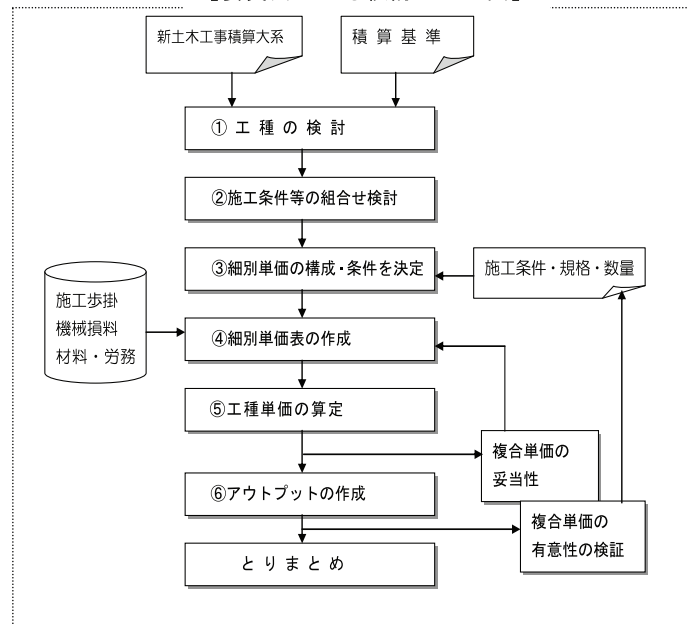 新土木工事積算大系
積 算 基 準
① 工 種 の 検 討
②施工条件等の組合せ検討
③細別単価の構成・条件を決定
施工条件・規格・数量
施工歩掛
機械損料
材料・労務
④細別単価表の作成
⑤工種単価の算定
複合単価の
妥当性
⑥アウトプットの作成
複合単価の
有意性の検証
と り ま と め